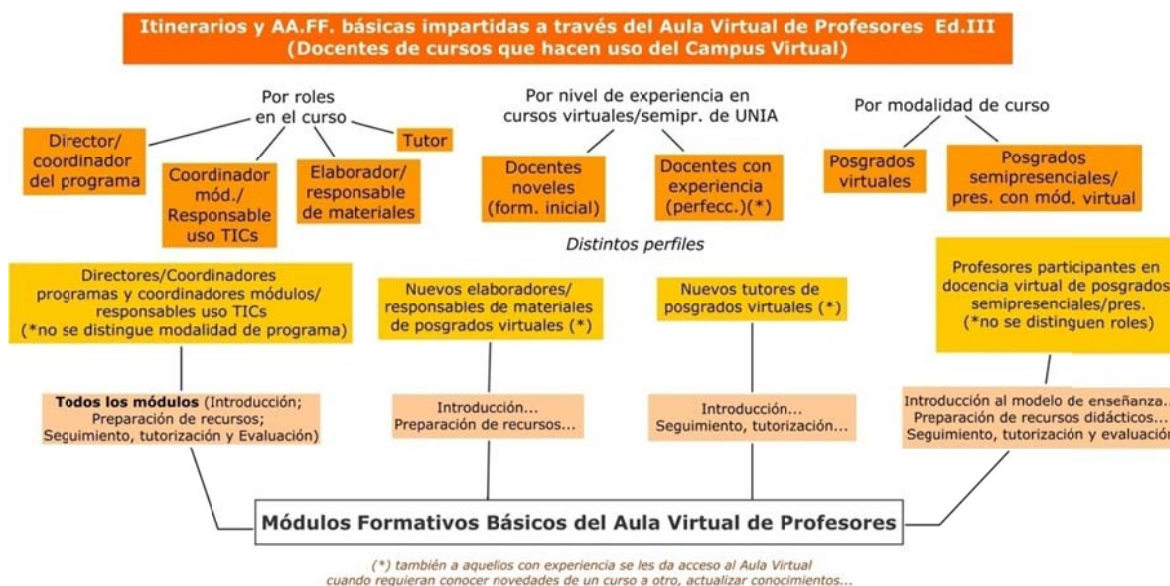 Itinerarios y AA.FF. básicas impartidas a través del Aula Virtual de Profesores Ed.III
(Docentes de cursos que hacen uso del Campus Virtual)
Por roles
en el curso
Director/
coordinador
del programa
Coordinador
mód./
Responsable
uso TICs
Elaborador/
responsable
de materiales
Tutor
Por nivel de experiencia en
cursos virtuales/semipr. de UNIA
Docentes
noveles
(form. inicial)
Docentes con
experiencia
(perfecc.)(*)
Por modalidad de curso
Posgrados
virtuales
Posgrados
semipresenciales/
pres. con mód. virtual
Distintos perfiles
Directores/Coordinadores
programas y coordinadores módulos/
responsables uso TICs
(*no se distingue modalidad de programa)
Nuevos elaboradores/
responsables de materiales
de posgrados virtuales (*)
Nuevos tutores de
posgrados virtuales (*)
Profesores participantes en
docencia virtual de posgrados
semipresenciales/pres.
(*no se distinguen roles)
Todos los módulos (Introducción;
Preparación de recursos;
Seguimiento, tutorización y Evaluación)
Introducción...
Preparación de recursos...
Introducción...
Seguimiento, tutorización...
Introducción al modelo de enseñanza...
Preparación de recursos didácticos...
Seguimiento, tutorización y evaluación
Módulos Formativos Básicos del Aula Virtual de Profesores
(*) también a aquellos con experiencia se les da acceso al Aula Virtual
cuando requieran conocer novedades de un curso a otro, actualizar conocimientos...